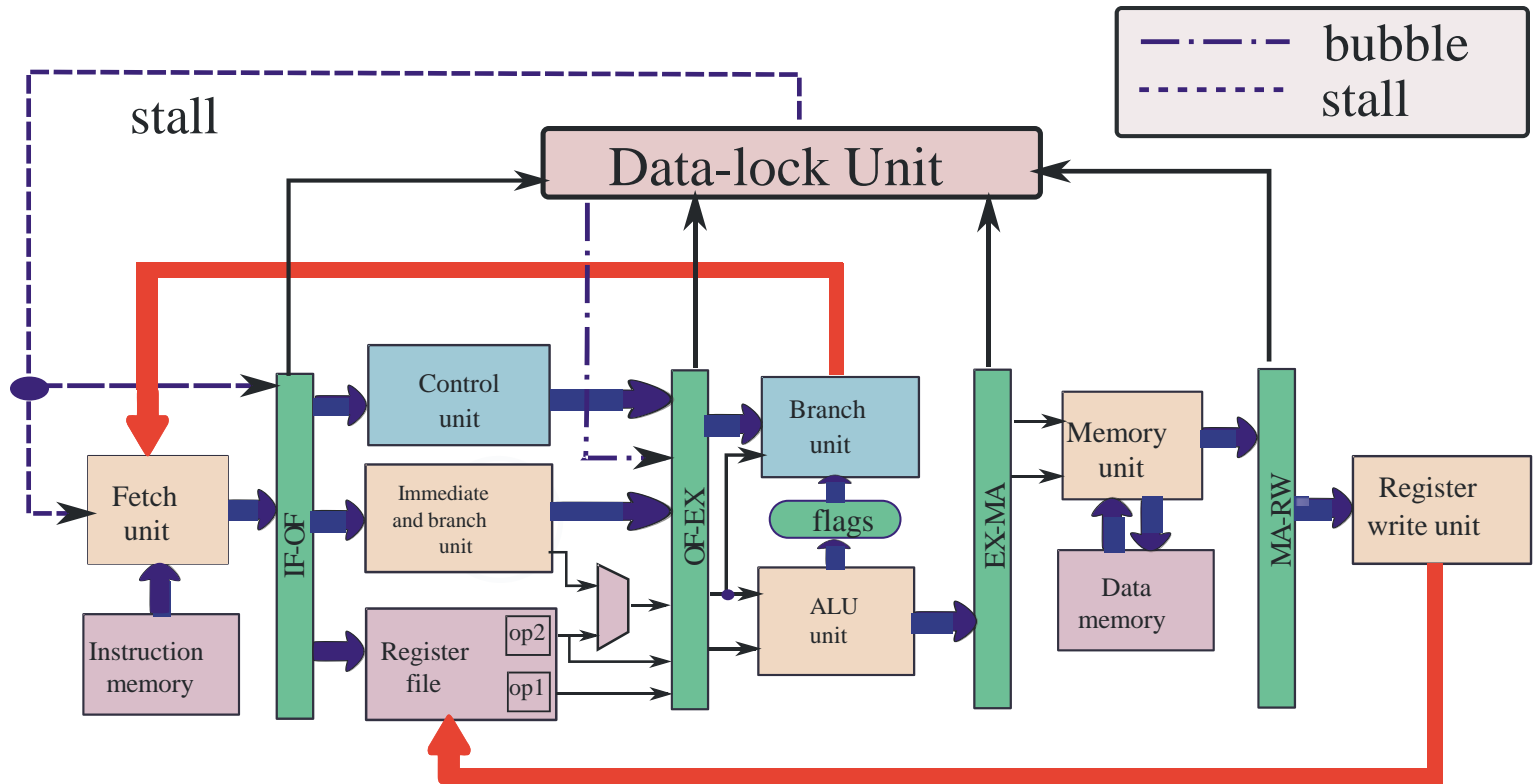 bubble
stall
stall
Data-lock Unit
Control
unit
Branch
unit
Memory
unit
Fetch
unit
Immediate
and branch
unit
flags
Register
write unit
IF-OF
OF-EX
EX-MA
MA-RW
Instruction
memory
Register
file
op2
op1
ALU
unit
Data
memory